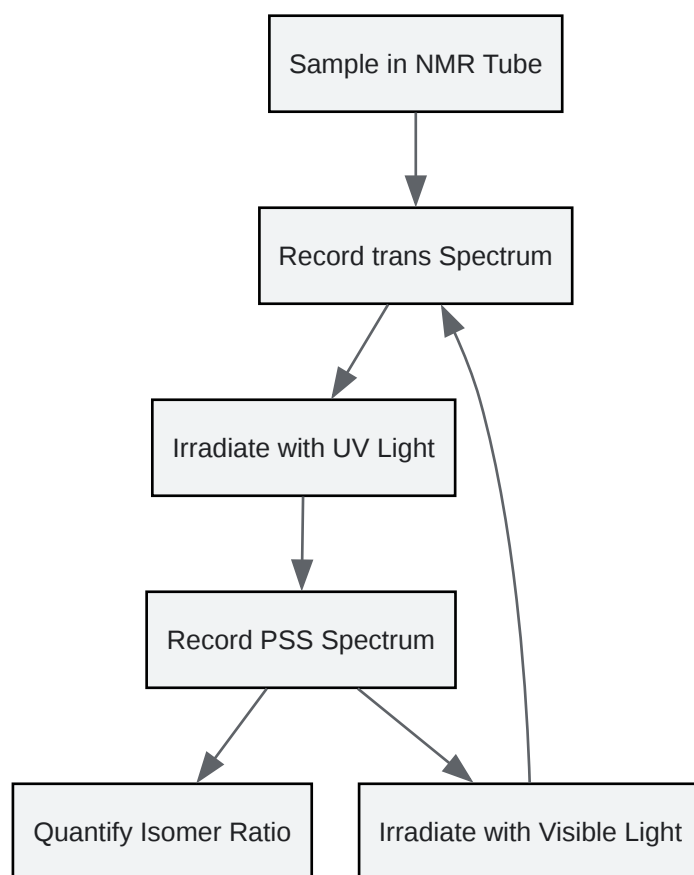 Sample in NMR Tube
Record trans Spectrum
Irradiate with UV Light
Record PSS Spectrum
Quantify Isomer Ratio
Irradiate with Visible Light